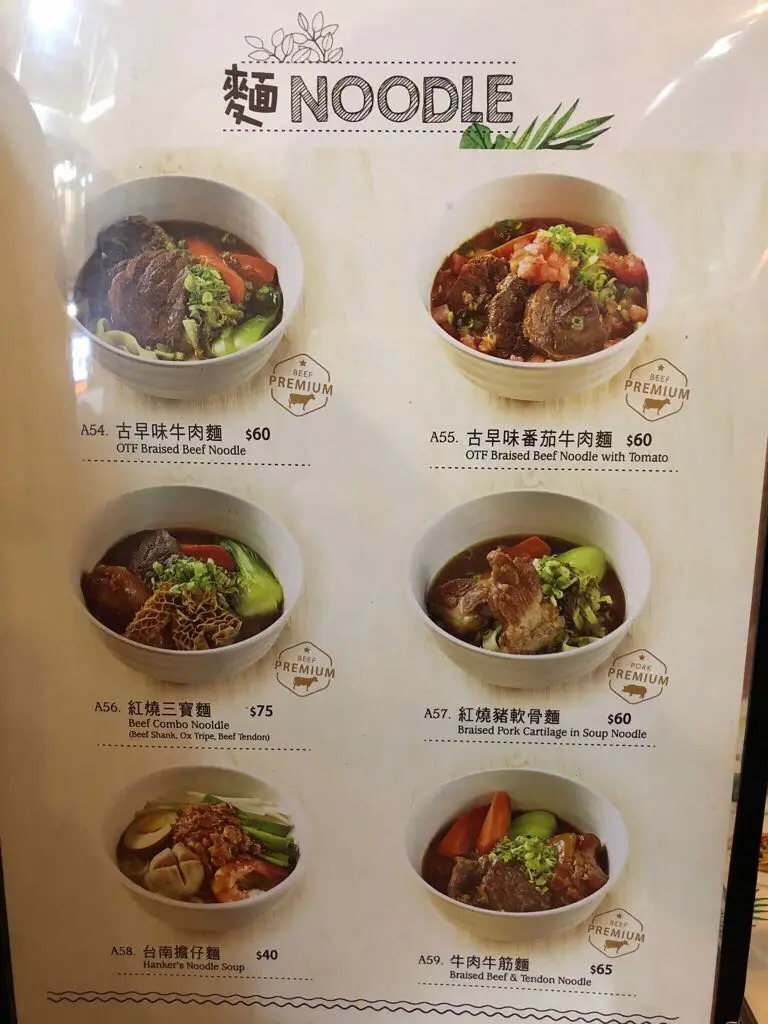 麵 NOODLE
BEEF
PREMIUM
A54. 古早味牛肉麵 $60
OTF Braised Beef Noodle
BEEF
PREMIUM
A55. 古早味番茄牛肉麵 $60
OTF Braised Beef Noodle with Tomato
BEEF
PREMIUM
A56. 紅燒三寶麵 $75
Beef Combo Nooldle
(Beef Shank, Ox Tripe, Beef Tendon)
PORK
PREMIUM
A57. 紅燒豬軟骨麵 $60
Braised Pork Cartilage in Soup Noodle
A58. 台南擔仔麵 $40
Hanker's Noodle Soup
BEEF
PREMIUM
A59. 牛肉牛筋麵 $65
Braised Beef & Tendon Noodle